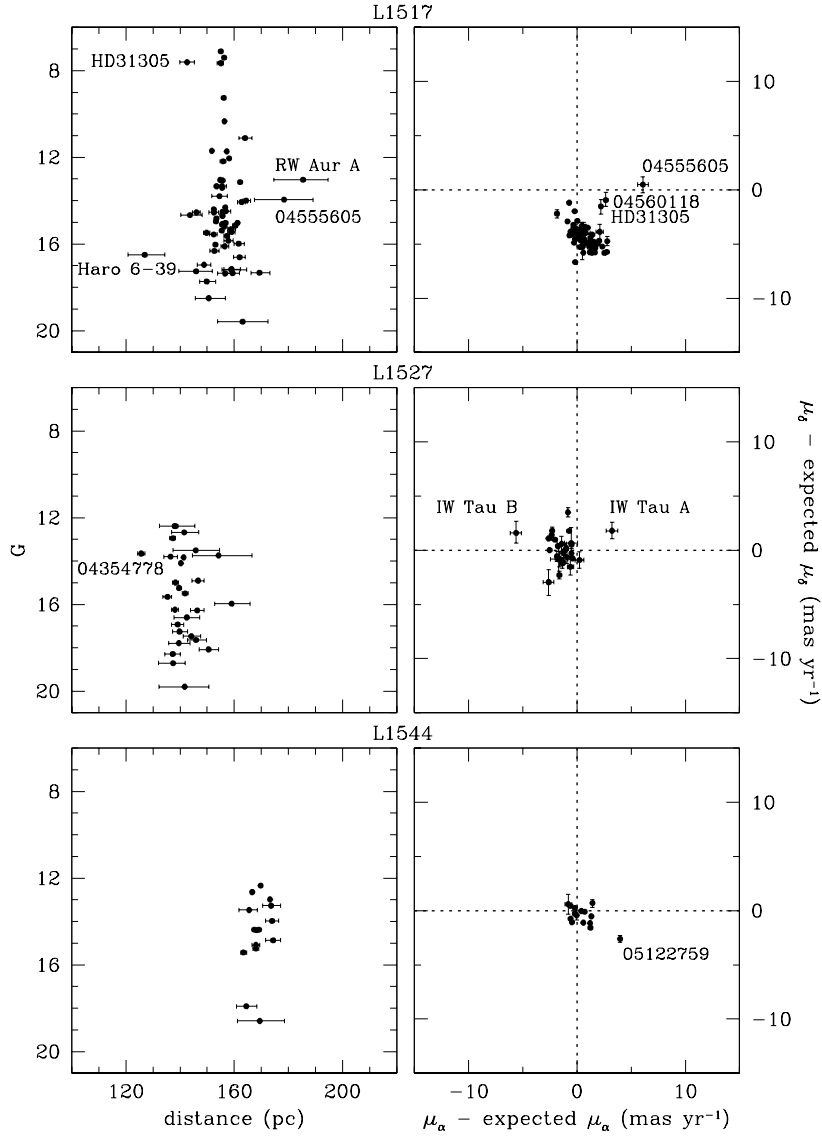 L1517
8
12
16
20
HD31305
RW Aur A
04555605
Haro 6-39
10
0
-10
04555605
04560118
HD31305
L1527
8
12
16
20
G
04354778
10
0
-10
IW Tau B
IW Tau A
μδ − expected μδ (mas yr⁻¹)
L1544
8
12
16
20
10
0
-10
05122759
120
160
200
distance (pc)
-10
0
10
μα − expected μα (mas yr⁻¹)